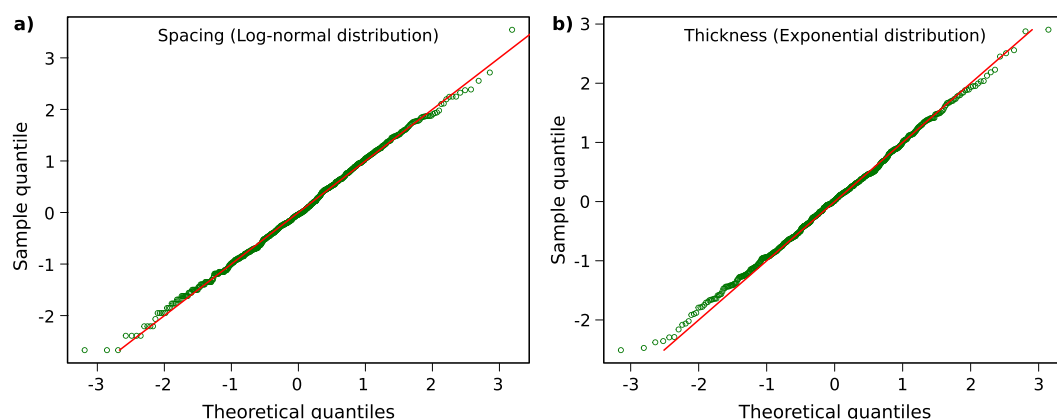 a)
Spacing (Log-normal distribution)
Sample quantile
3
2
1
0
-1
-2
-3 -2 -1 0 1 2 3
Theoretical quantiles
b)
Thickness (Exponential distribution)
Sample quantile
3
2
1
0
-1
-2
-3 -2 -1 0 1 2 3
Theoretical quantiles